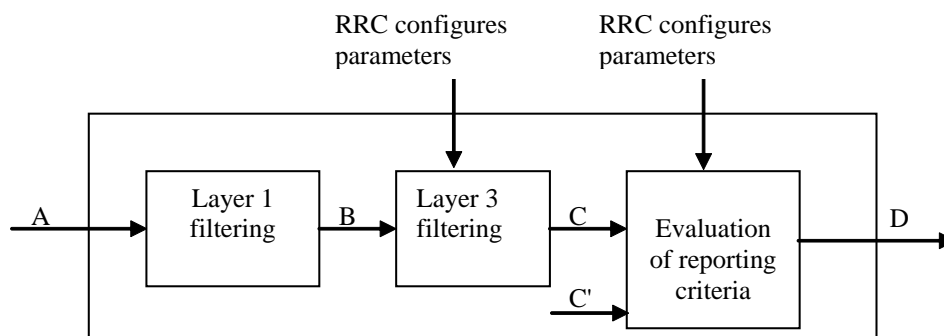 RRC configures
parameters
RRC configures
parameters
A
Layer 1
filtering
B
Layer 3
filtering
C
C'
Evaluation
of reporting
criteria
D